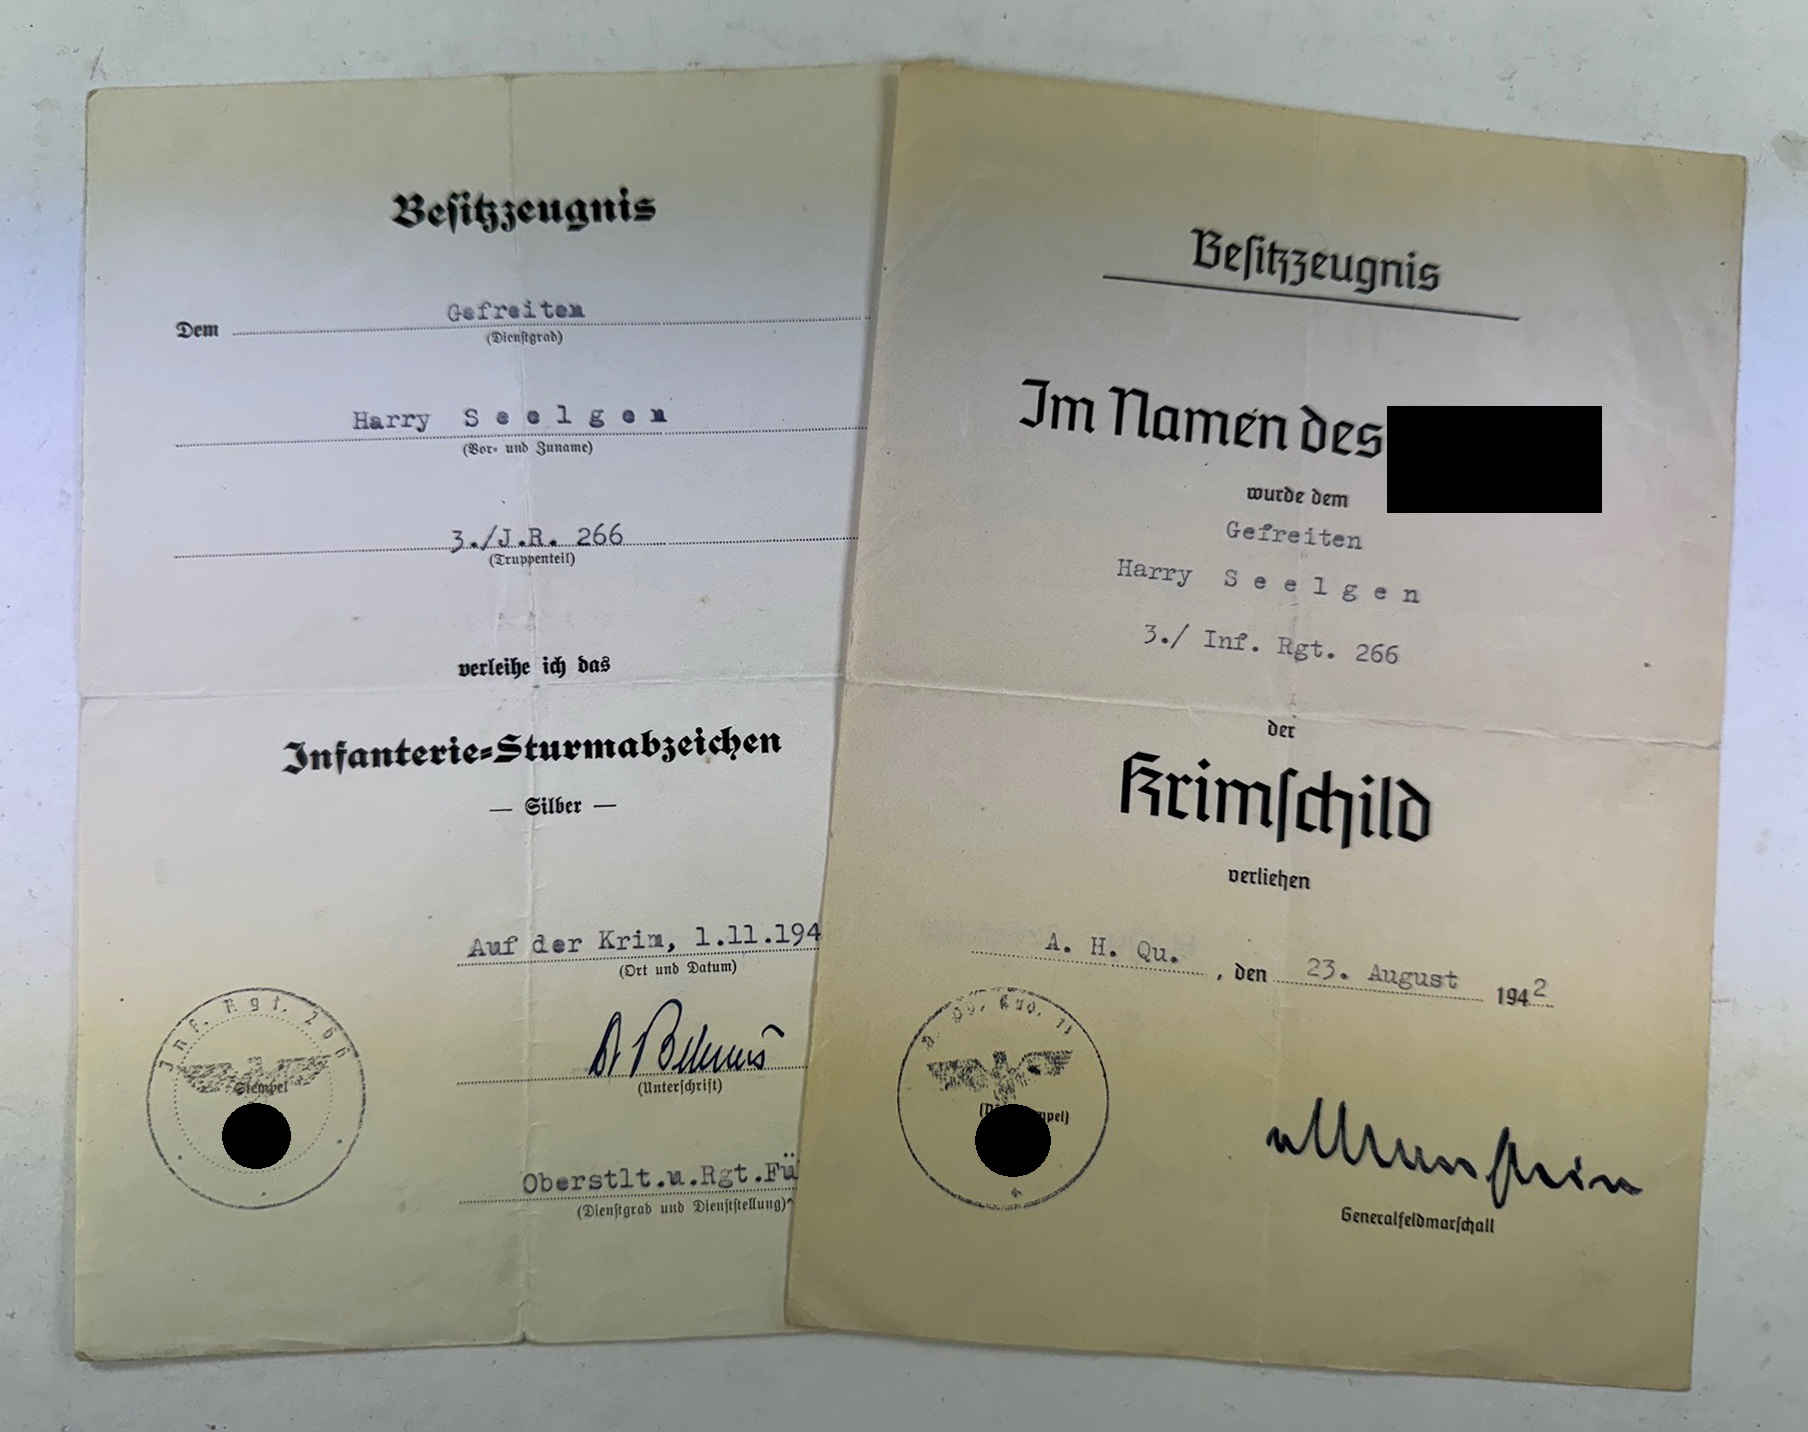 Besitzzeugnis
Dem Gefreiten
(Dienstgrad)
Harry Seelgen
(Vor- und Zuname)
3./J.R. 266
(Truppenteil)
verleihe ich das
Infanterie-Sturmabzeichen
— Silber —
Auf der Krim, 1.11.194
(Ort und Datum)
Inf. Rgt. 266
Stempel
(Unterschrift)
Oberstlt.u.Rgt.Fü
(Dienstgrad und Dienststellung)
Besitzzeugnis
Im Namen des
wurde dem
Gefreiten
Harry Seelgen
3./ Inf. Rgt. 266
der
Krimschild
verliehen
A. H. Qu. , den 23. August 1942
v Manstein
Generalfeldmarschall